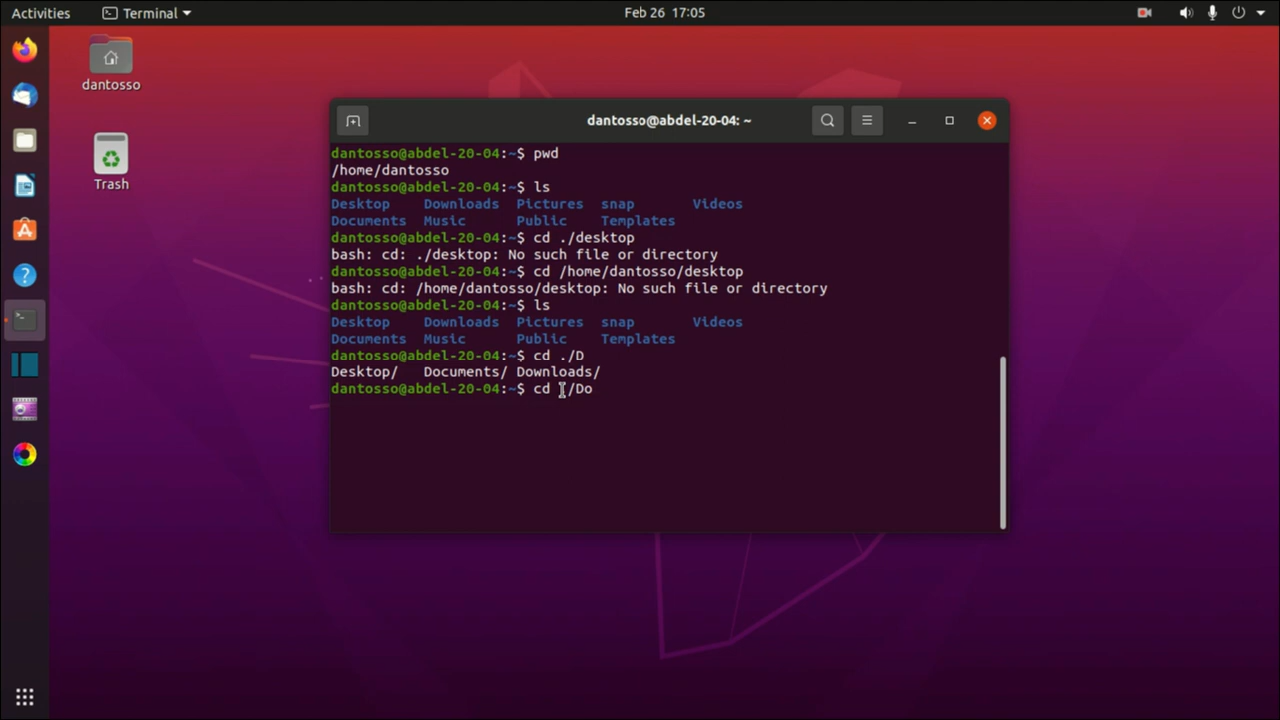 Activities Terminal Feb 26 17:05
dantosso
Trash
dantosso@abdel-20-04: ~
dantosso@abdel-20-04:~$ pwd
/home/dantosso
dantosso@abdel-20-04:~$ ls
Desktop Downloads Pictures snap Videos
Documents Music Public Templates
dantosso@abdel-20-04:~$ cd ./desktop
bash: cd: ./desktop: No such file or directory
dantosso@abdel-20-04:~$ cd /home/dantosso/desktop
bash: cd: /home/dantosso/desktop: No such file or directory
dantosso@abdel-20-04:~$ ls
Desktop Downloads Pictures snap Videos
Documents Music Public Templates
dantosso@abdel-20-04:~$ cd ./D
Desktop/ Documents/ Downloads/
dantosso@abdel-20-04:~$ cd ./Do